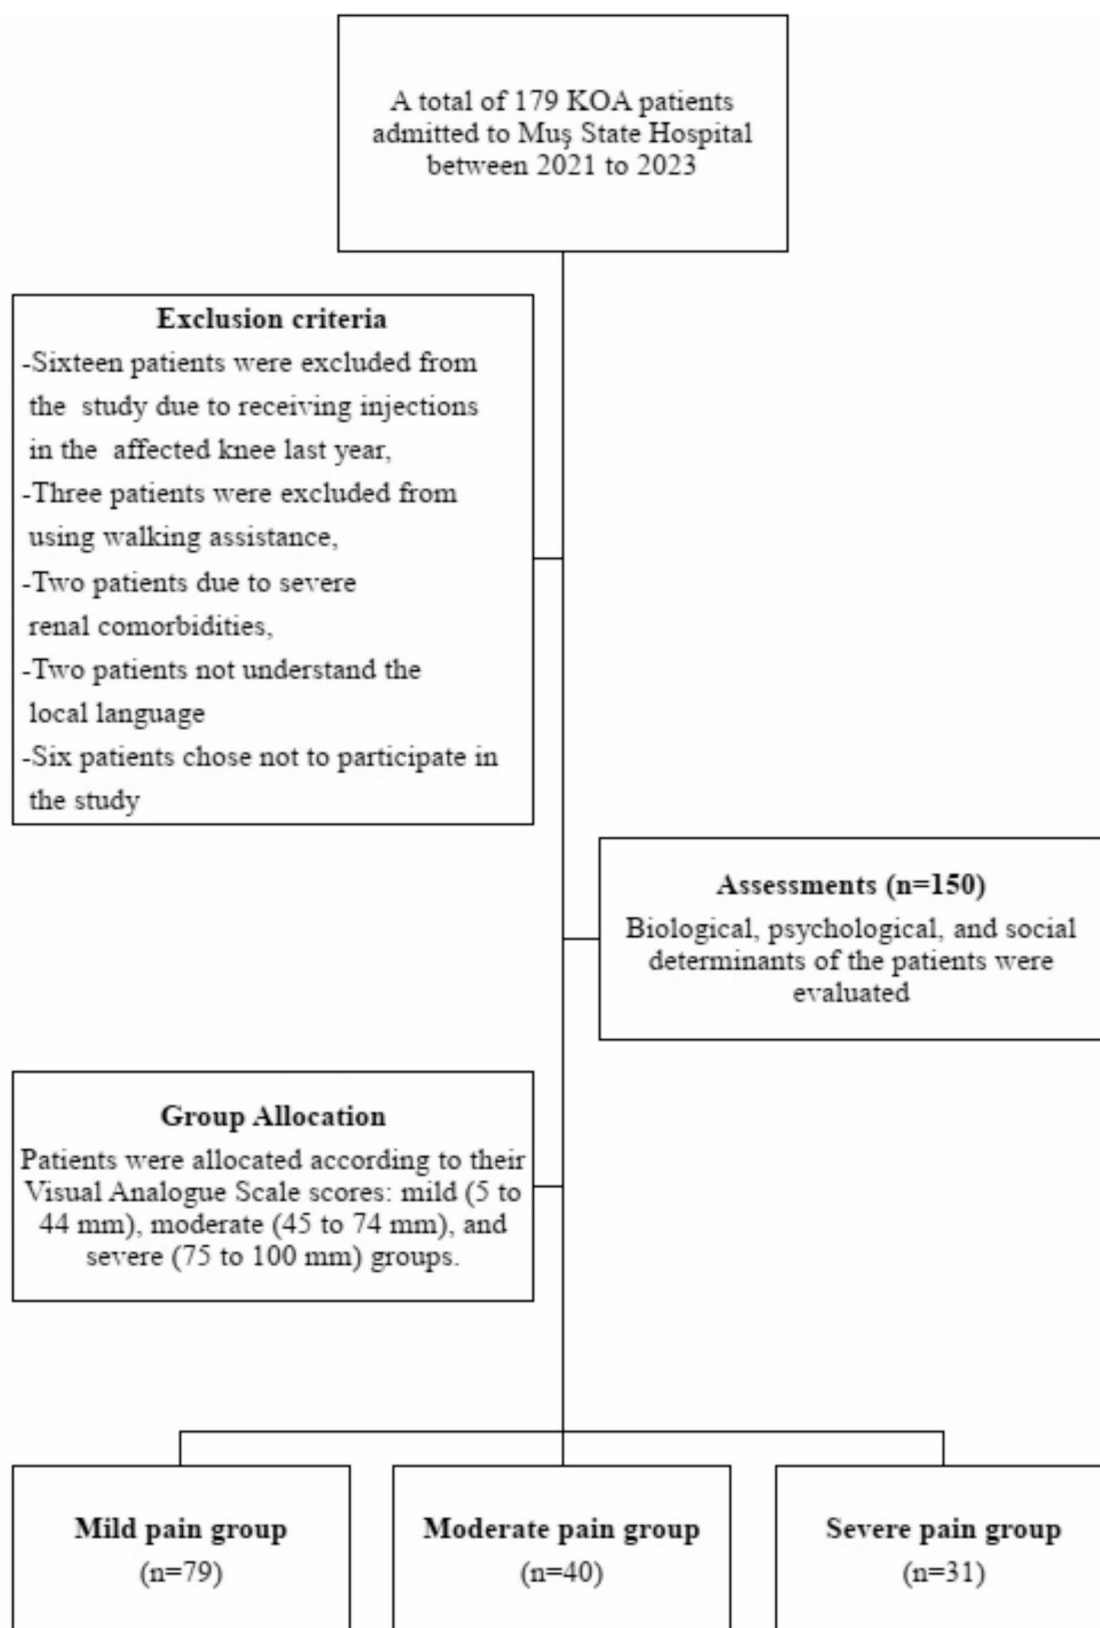 A total of 179 KOA patients
admitted to Muş State Hospital
between 2021 to 2023
Exclusion criteria
-Sixteen patients were excluded from
the study due to receiving injections
in the affected knee last year,
-Three patients were excluded from
using walking assistance,
-Two patients due to severe
renal comorbidities,
-Two patients not understand the
local language
-Six patients chose not to participate in
the study
Assessments (n=150)
Biological, psychological, and social
determinants of the patients were
evaluated
Group Allocation
Patients were allocated according to their
Visual Analogue Scale scores: mild (5 to
44 mm), moderate (45 to 74 mm), and
severe (75 to 100 mm) groups.
Mild pain group
(n=79)
Moderate pain group
(n=40)
Severe pain group
(n=31)